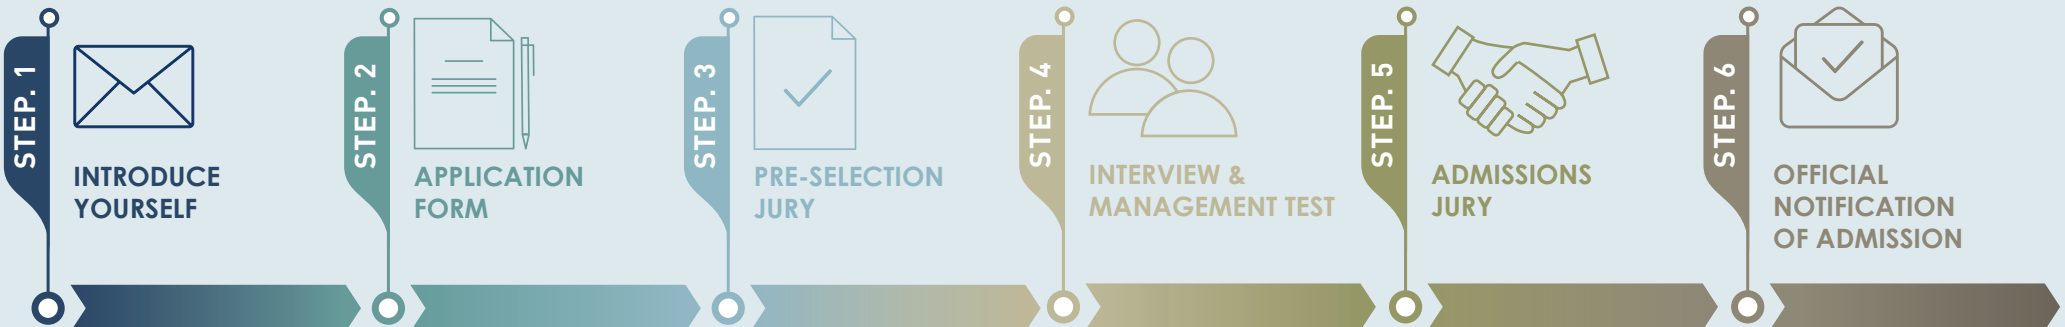 STEP. 1
INTRODUCE
YOURSELF
STEP. 2
APPLICATION
FORM
STEP. 3
PRE-SELECTION
JURY
STEP. 4
INTERVIEW &
MANAGEMENT TEST
STEP. 5
ADMISSIONS
JURY
STEP. 6
OFFICIAL
NOTIFICATION
OF ADMISSION